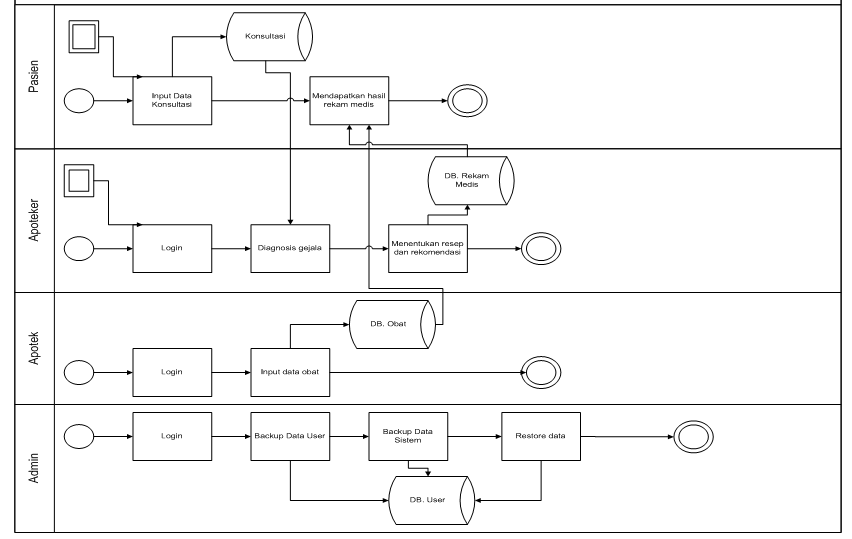 Pasien
Konsultasi
Input Data
Konsultasi
Mendapatkan hasil
rekam medis
Apoteker
DB. Rekam
Medis
Login
Diagnosis gejala
Menentukan resep
dan rekomendasi
Apotek
DB. Obat
Login
Input data obat
Admin
Login
Backup Data User
Backup Data
Sistem
Restore data
DB. User